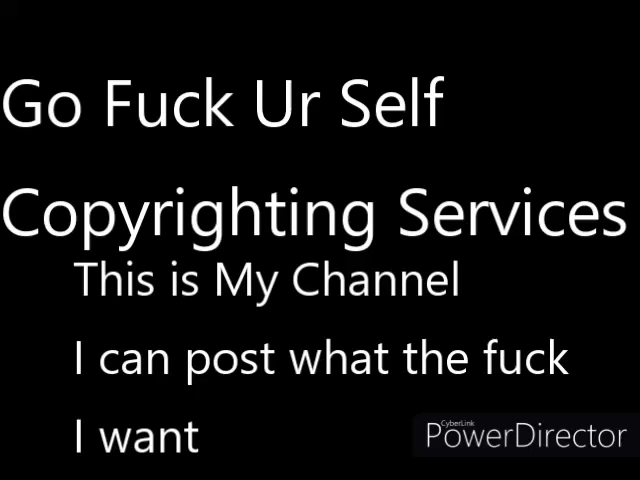 Go Fuck Ur Self
Copyrighting Services
This is My Channel
I can post what the fuck
I want
CyberLink
PowerDirector